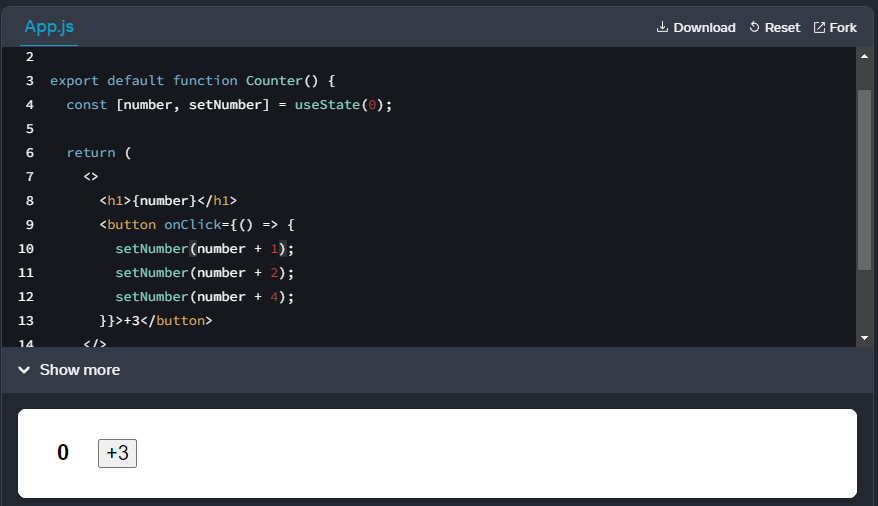 App.js Download Reset Fork
2
3 export default function Counter() {
4 const [number, setNumber] = useState(0);
5
6 return (
7 <>
8 <h1>{number}</h1>
9 <button onClick={() => {
10 setNumber(number + 1);
11 setNumber(number + 2);
12 setNumber(number + 4);
13 }}>+3</button>
14 </>
Show more
0 +3